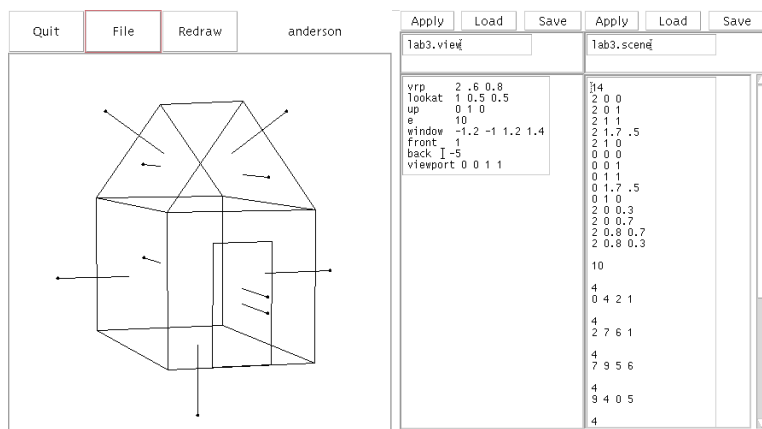 Quit File Redraw anderson
Apply Load Save Apply Load Save
lab3.view
lab3.scene
vrp 2 .6 0.8
lookat 1 0.5 0.5
up 0 1 0
e 10
window -1.2 -1 1.2 1.4
front 1
back -5
viewport 0 0 1 1
14
2 0 0
2 0 1
2 1 1
2 1.7 .5
2 1 0
0 0 0
0 0 1
0 1 1
0 1.7 .5
0 1 0
2 0 0.3
2 0 0.7
2 0.8 0.7
2 0.8 0.3
10
4
0 4 2 1
4
2 7 6 1
4
7 9 5 6
4
9 4 0 5
4